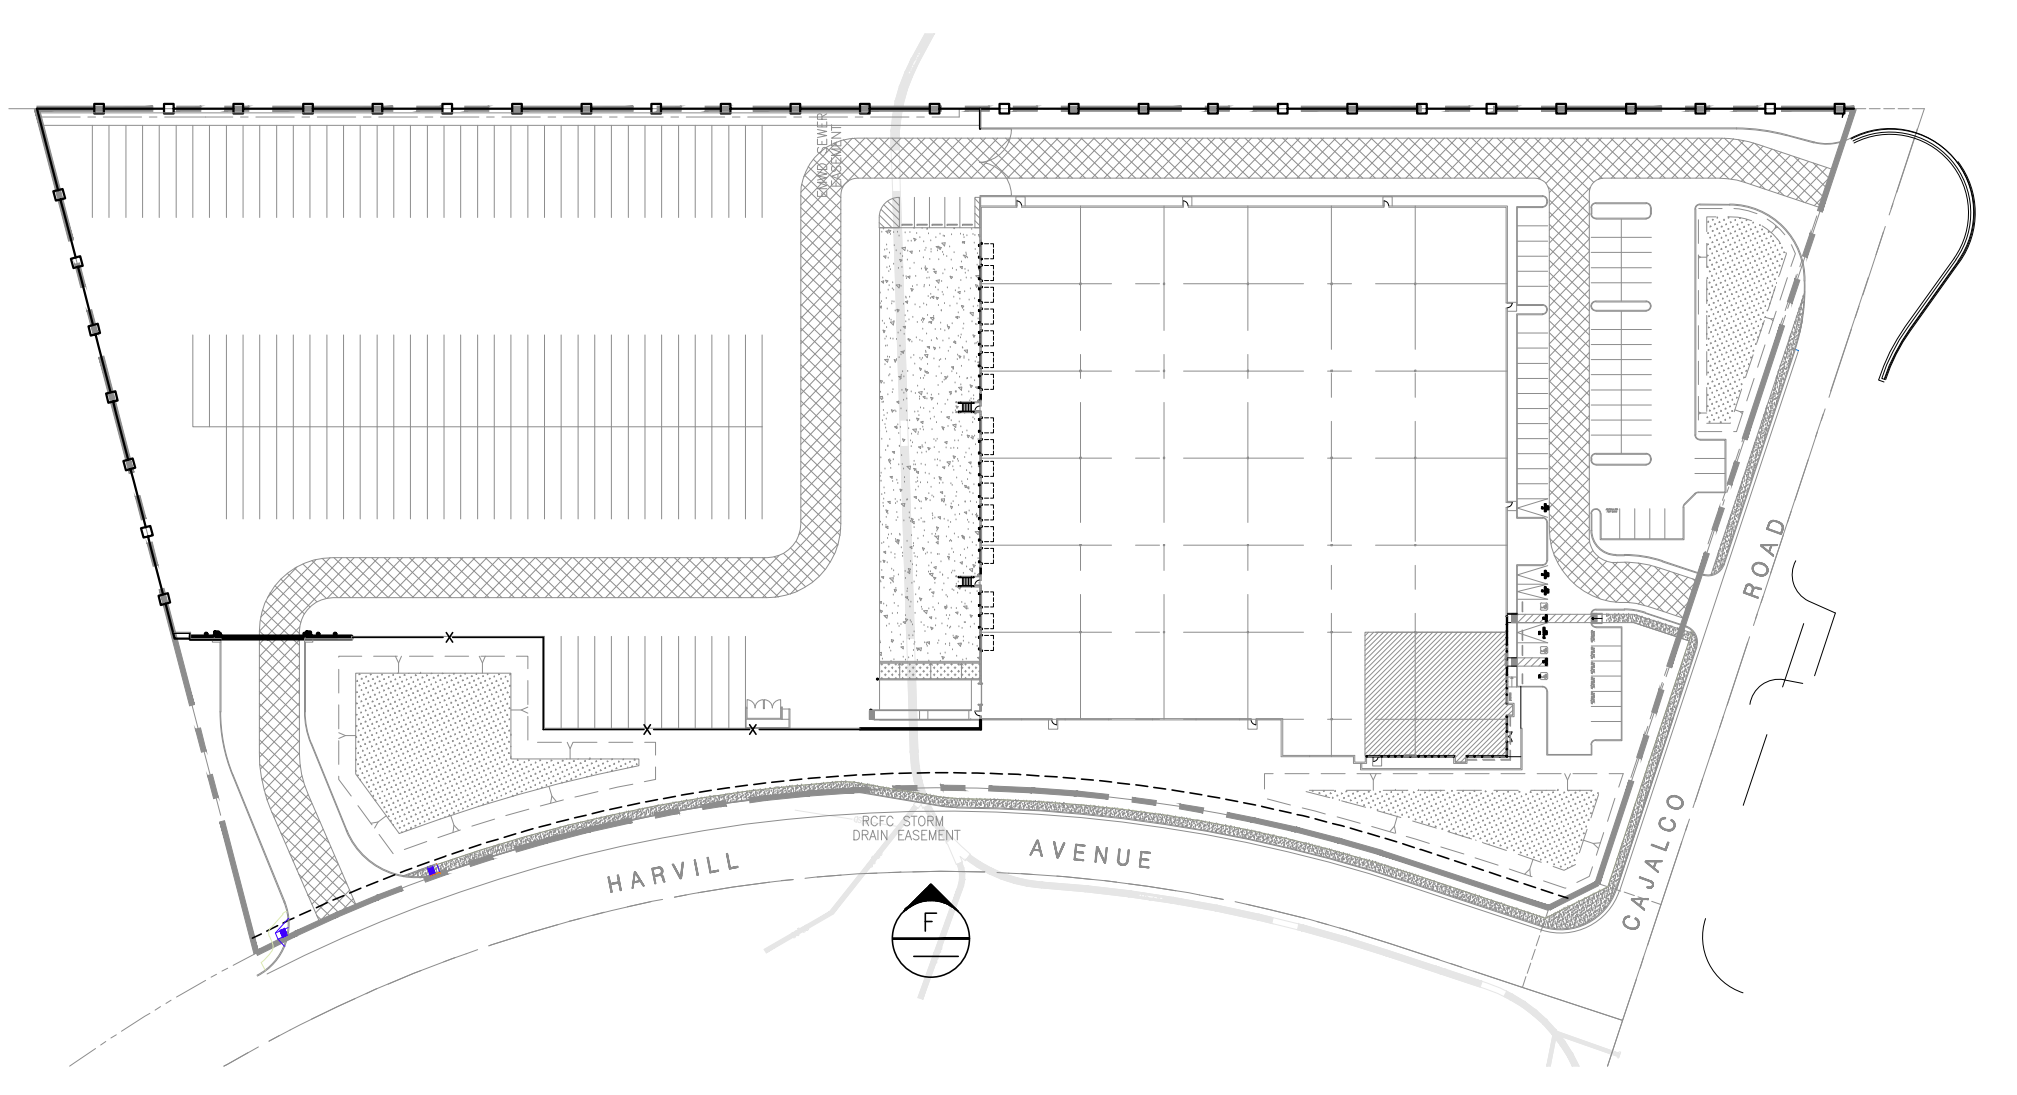 EMWD SEWER
EASEMENT
ROAD
CAJALCO
RCFC STORM
DRAIN EASEMENT
HARVILL
AVENUE
F